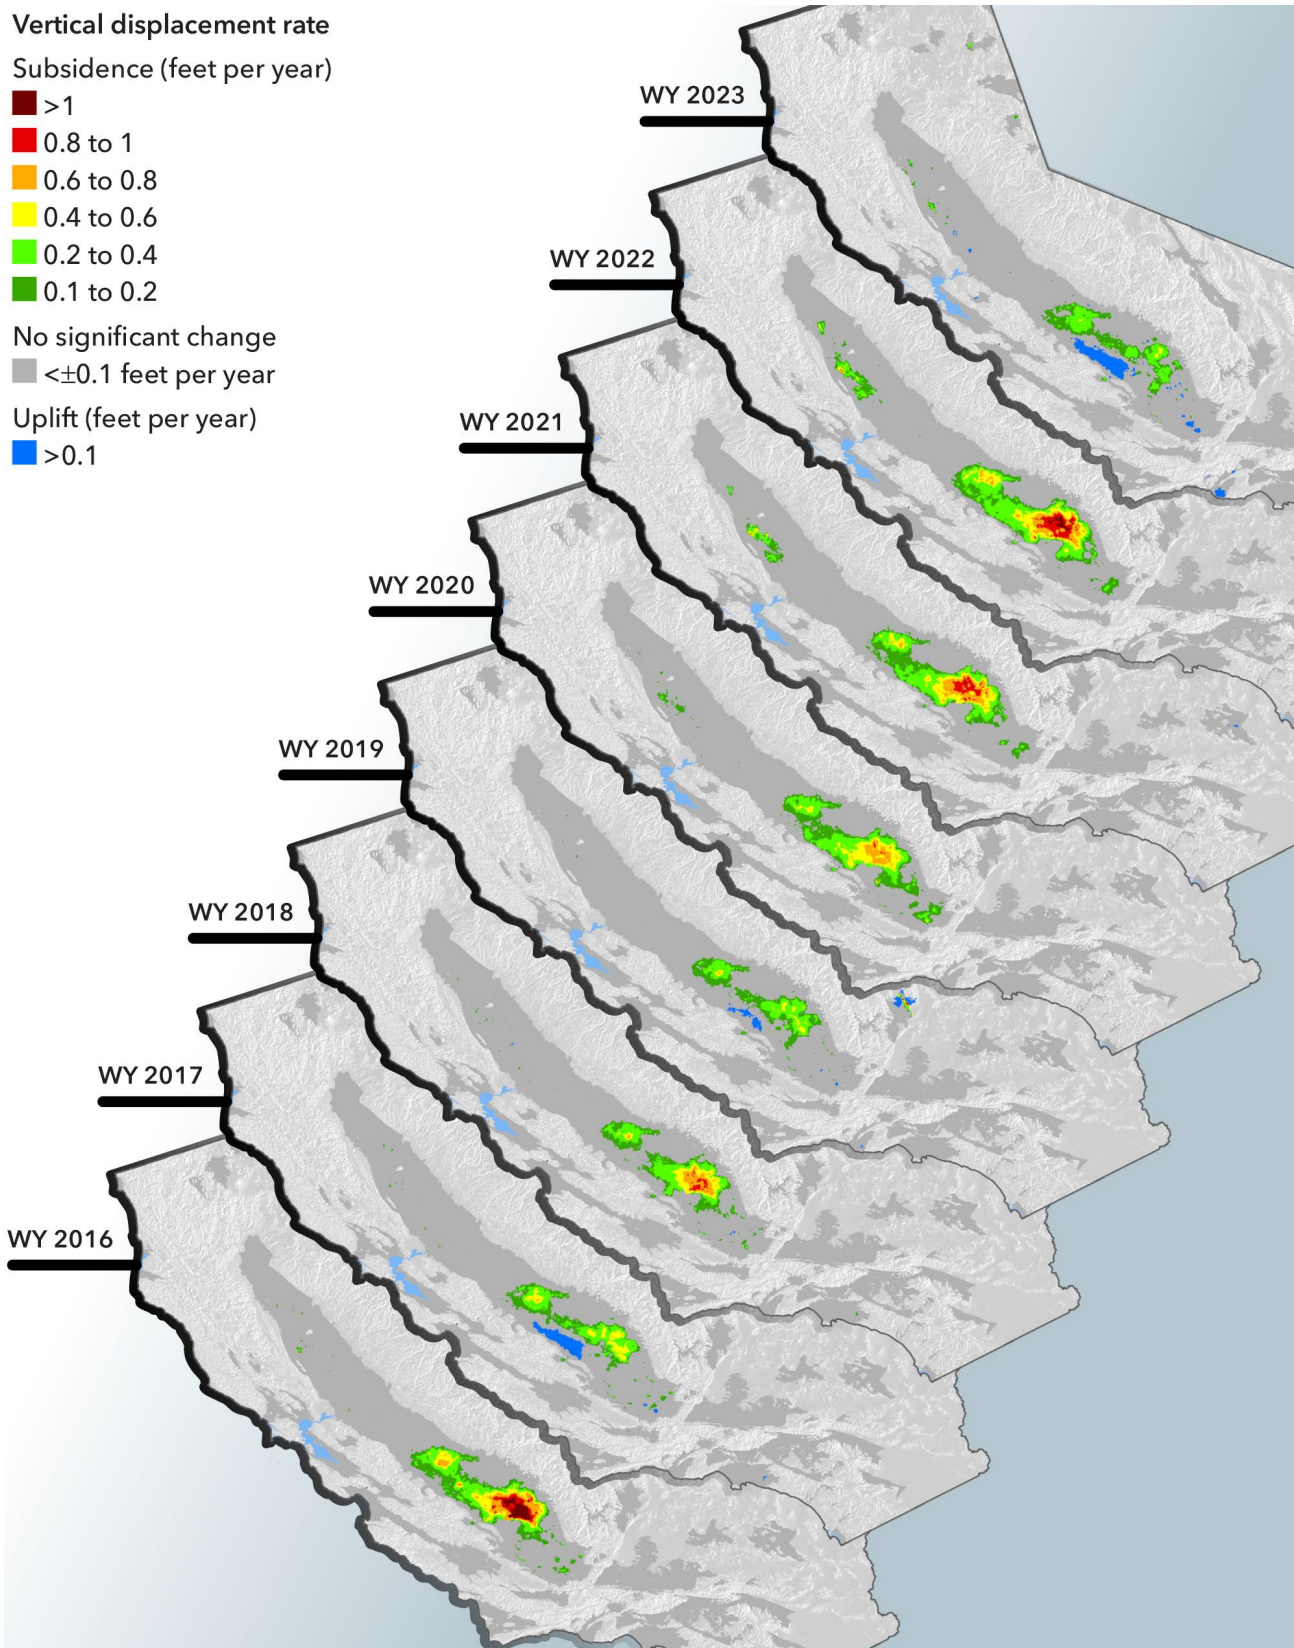 Vertical displacement rate
Subsidence (feet per year)
>1
0.8 to 1
0.6 to 0.8
0.4 to 0.6
0.2 to 0.4
0.1 to 0.2
No significant change
<±0.1 feet per year
Uplift (feet per year)
>0.1
WY 2023
WY 2022
WY 2021
WY 2020
WY 2019
WY 2018
WY 2017
WY 2016